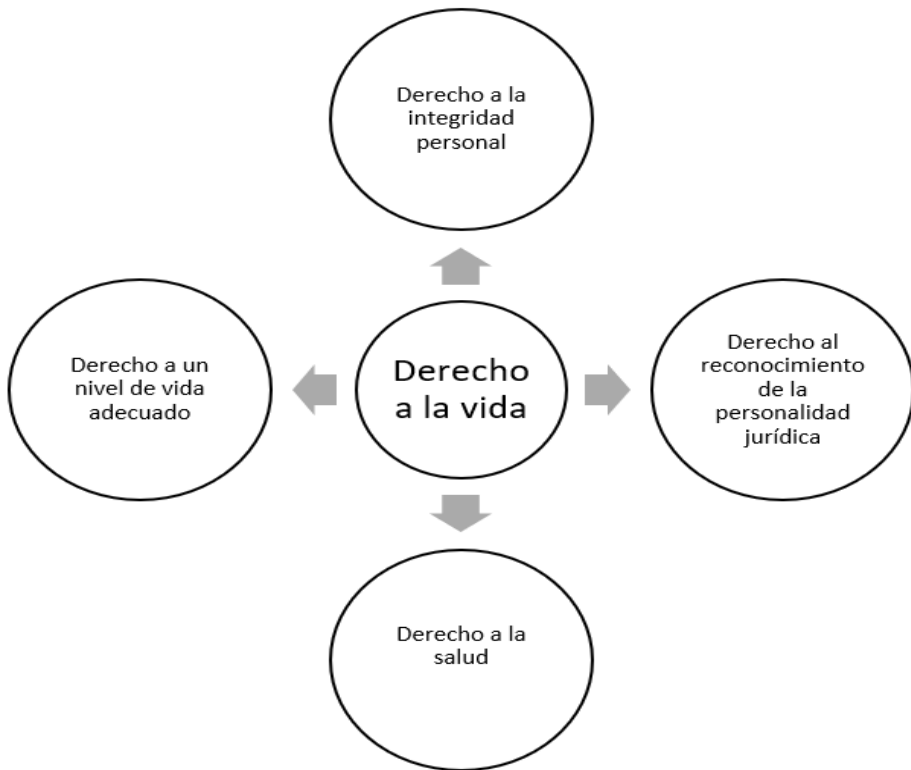 Derecho a la
integridad
personal
Derecho a un
nivel de vida
adecuado
Derecho
a la vida
Derecho al
reconocimiento
de la
personalidad
jurídica
Derecho a la
salud